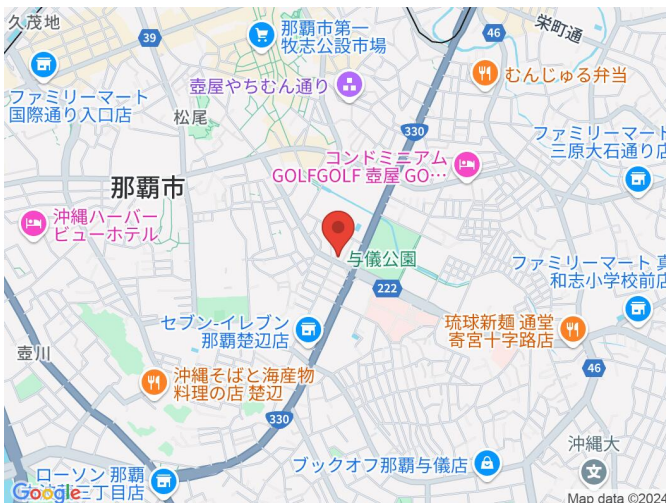 久茂地
39
那覇市第一
牧志公設市場
46
栄町通
ファミリーマート
国際通り入口店
壺屋やちむん通り
むんじゅる弁当
松尾
330
ファミリーマート
三原大石通り店
コンドミニアム
GOLFGOLF 壺屋 GO…
那覇市
沖縄ハーバー
ビューホテル
与儀公園
ファミリーマート 真
和志小学校前店
222
セブン-イレブン
那覇楚辺店
琉球新麺 通堂
寄宮十字路店
壺川
沖縄そばと海産物
料理の店 楚辺
46
330
沖縄大
ブックオフ那覇与儀店
ローソン 那覇
三丁目店
Google
Map data ©2024